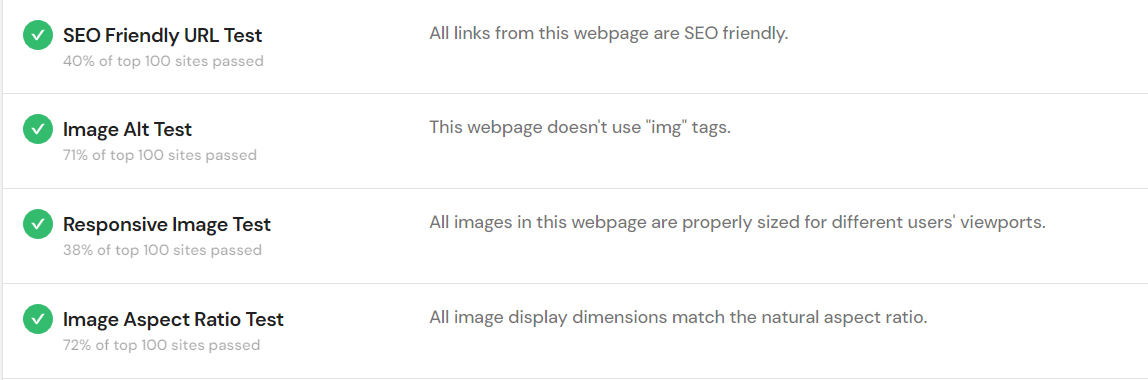 SEO Friendly URL Test
All links from this webpage are SEO friendly.
40% of top 100 sites passed
Image Alt Test
This webpage doesn't use "img" tags.
71% of top 100 sites passed
Responsive Image Test
All images in this webpage are properly sized for different users' viewports.
38% of top 100 sites passed
Image Aspect Ratio Test
All image display dimensions match the natural aspect ratio.
72% of top 100 sites passed